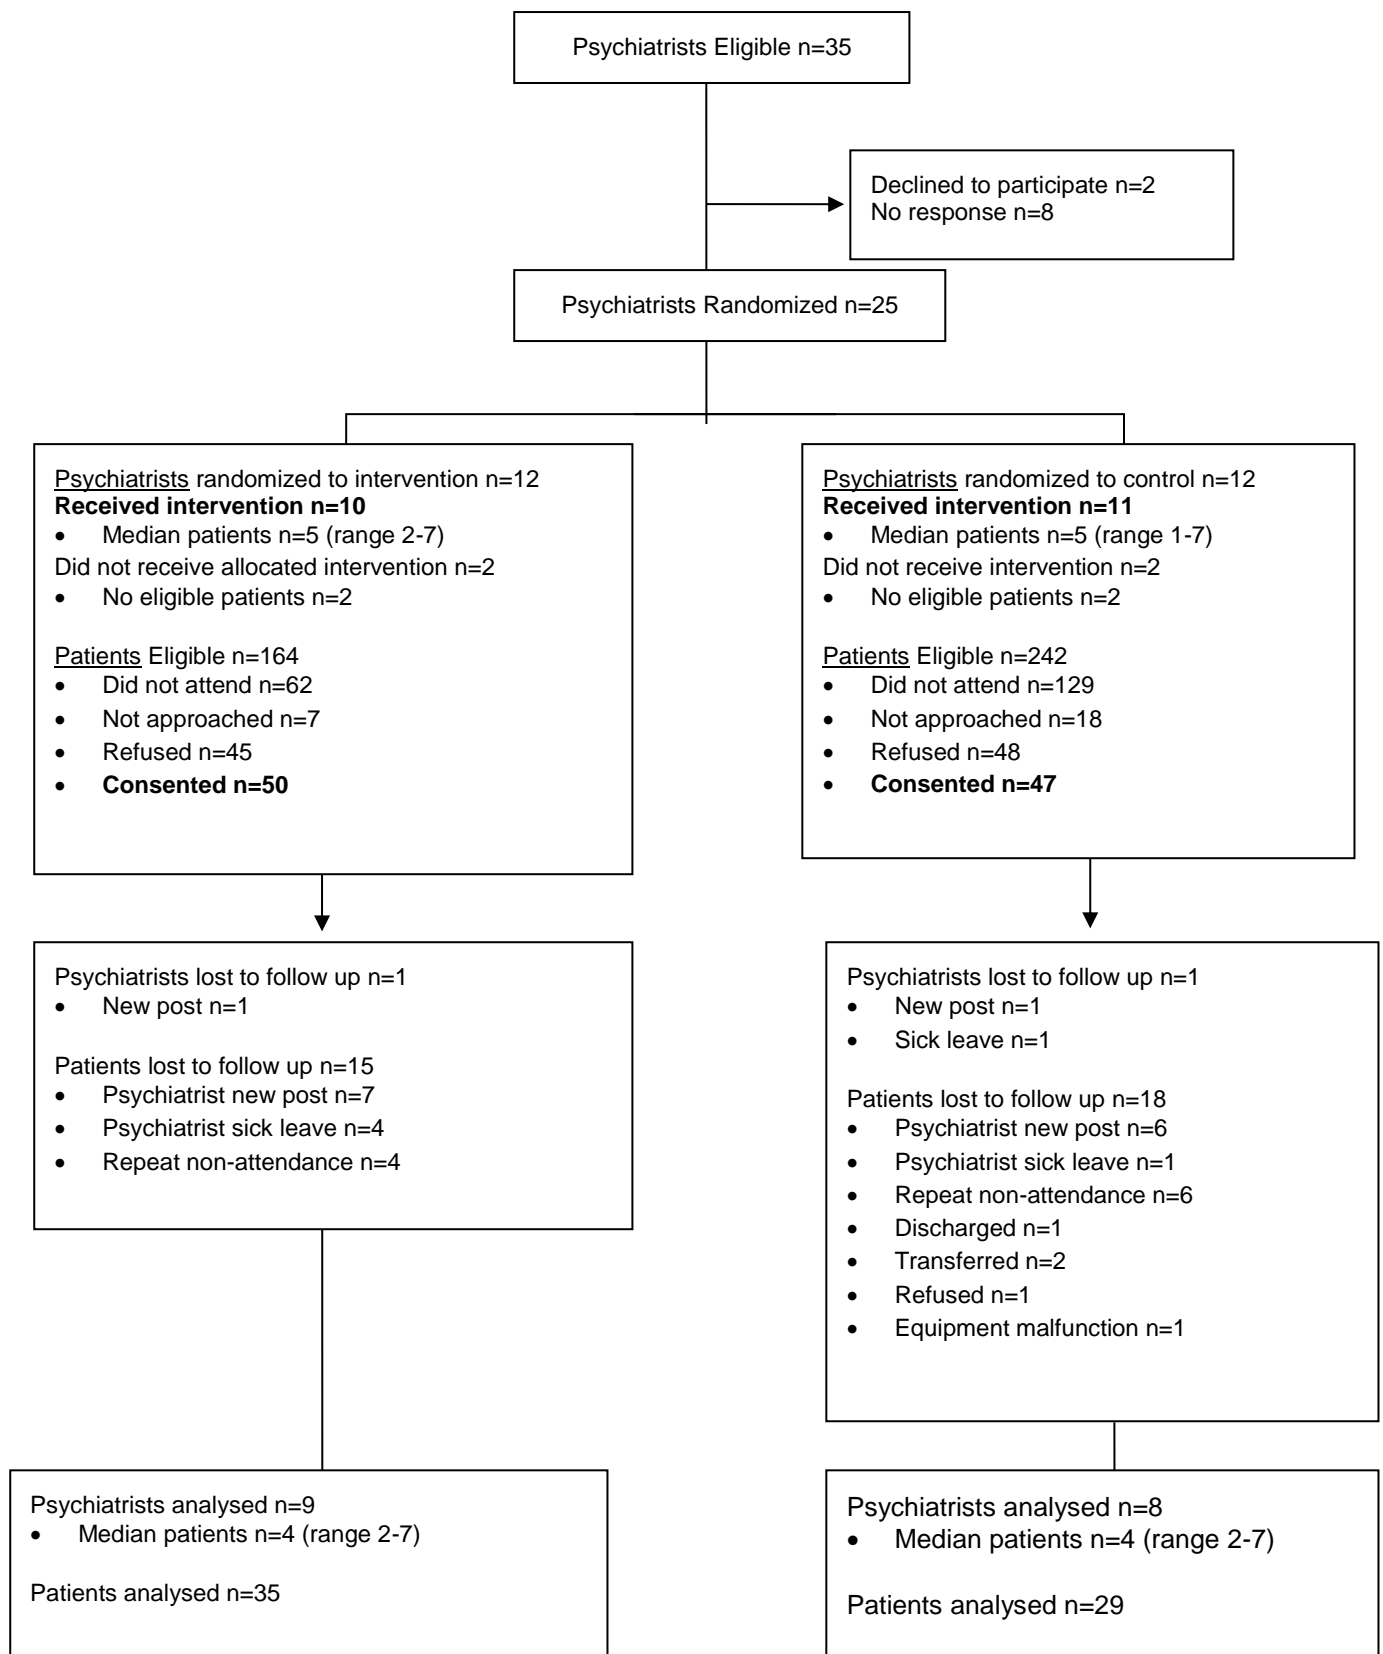 Psychiatrists Eligible n=35
Declined to participate n=2
No response n=8
Psychiatrists Randomized n=25
Psychiatrists randomized to intervention n=12
Received intervention n=10
• Median patients n=5 (range 2-7)
Did not receive allocated intervention n=2
• No eligible patients n=2
Patients Eligible n=164
• Did not attend n=62
• Not approached n=7
• Refused n=45
• Consented n=50
Psychiatrists randomized to control n=12
Received intervention n=11
• Median patients n=5 (range 1-7)
Did not receive intervention n=2
• No eligible patients n=2
Patients Eligible n=242
• Did not attend n=129
• Not approached n=18
• Refused n=48
• Consented n=47
Psychiatrists lost to follow up n=1
• New post n=1
Patients lost to follow up n=15
• Psychiatrist new post n=7
• Psychiatrist sick leave n=4
• Repeat non-attendance n=4
Psychiatrists lost to follow up n=1
• New post n=1
• Sick leave n=1
Patients lost to follow up n=18
• Psychiatrist new post n=6
• Psychiatrist sick leave n=1
• Repeat non-attendance n=6
• Discharged n=1
• Transferred n=2
• Refused n=1
• Equipment malfunction n=1
Psychiatrists analysed n=9
• Median patients n=4 (range 2-7)
Patients analysed n=35
Psychiatrists analysed n=8
• Median patients n=4 (range 2-7)
Patients analysed n=29